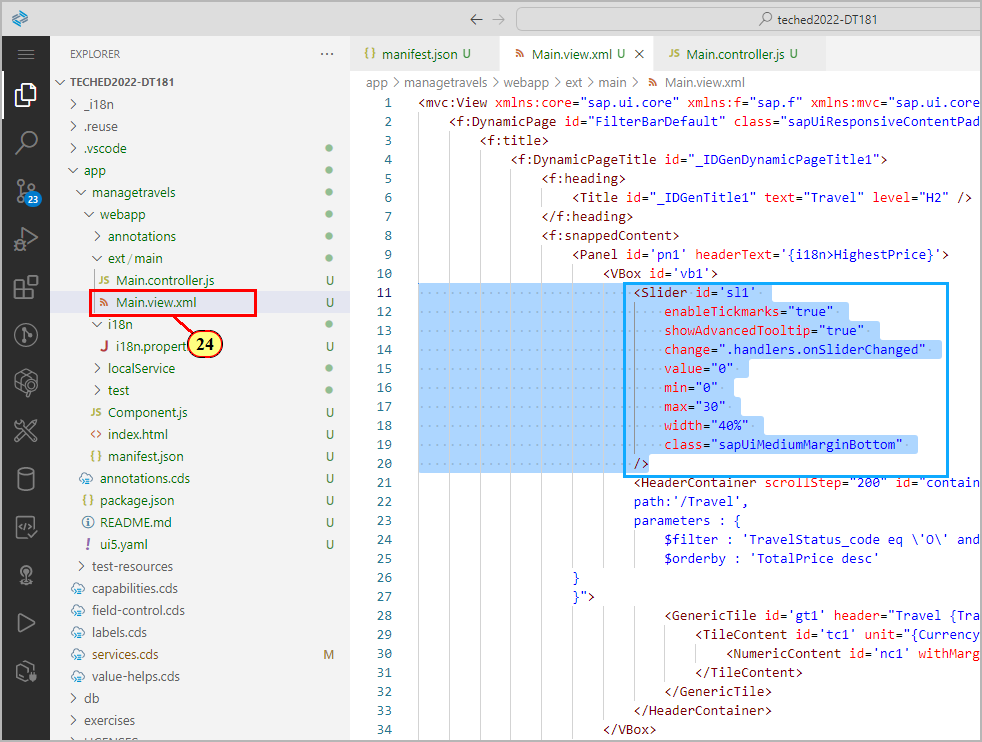 teched2022-DT181
EXPLORER
TECHED2022-DT181
_i18n
.reuse
.vscode
app
managetravels
webapp
annotations
ext/main
JS Main.controller.js U
Main.view.xml U
i18n
i18n.propert U
localService
test
JS Component.js U
<> index.html U
{} manifest.json U
annotations.cds U
{} package.json U
README.md U
! ui5.yaml U
test-resources
capabilities.cds
field-control.cds
labels.cds
services.cds M
value-helps.cds
db
exercises
23
24
{} manifest.json U
Main.view.xml U
JS Main.controller.js U
app > managetravels > webapp > ext > main > Main.view.xml
1 <mvc:View xmlns:core="sap.ui.core" xmlns:f="sap.f" xmlns:mvc="sap.ui.core
2 <f:DynamicPage id="FilterBarDefault" class="sapUiResponsiveContentPad
3 <f:title>
4 <f:DynamicPageTitle id="_IDGenDynamicPageTitle1">
5 <f:heading>
6 <Title id="_IDGenTitle1" text="Travel" level="H2" />
7 </f:heading>
8 <f:snappedContent>
9 <Panel id='pn1' headerText='{i18n>HighestPrice}'>
10 <VBox id='vb1'>
11 <Slider id='sl1'
12 enableTickmarks="true"
13 showAdvancedTooltip="true"
14 change=".handlers.onSliderChanged"
15 value="0"
16 min="0"
17 max="30"
18 width="40%"
19 class="sapUiMediumMarginBottom"
20 />
21 <HeaderContainer scrollStep="200" id="contain
22 path:'/Travel',
23 parameters : {
24 $filter : 'TravelStatus_code eq \'O\' and
25 $orderby : 'TotalPrice desc'
26 }
27 }">
28 <GenericTile id='gt1' header="Travel {Tra
29 <TileContent id='tc1' unit="{Currency
30 <NumericContent id='nc1' withMarg
31 </TileContent>
32 </GenericTile>
33 </HeaderContainer>
34 </VBox>